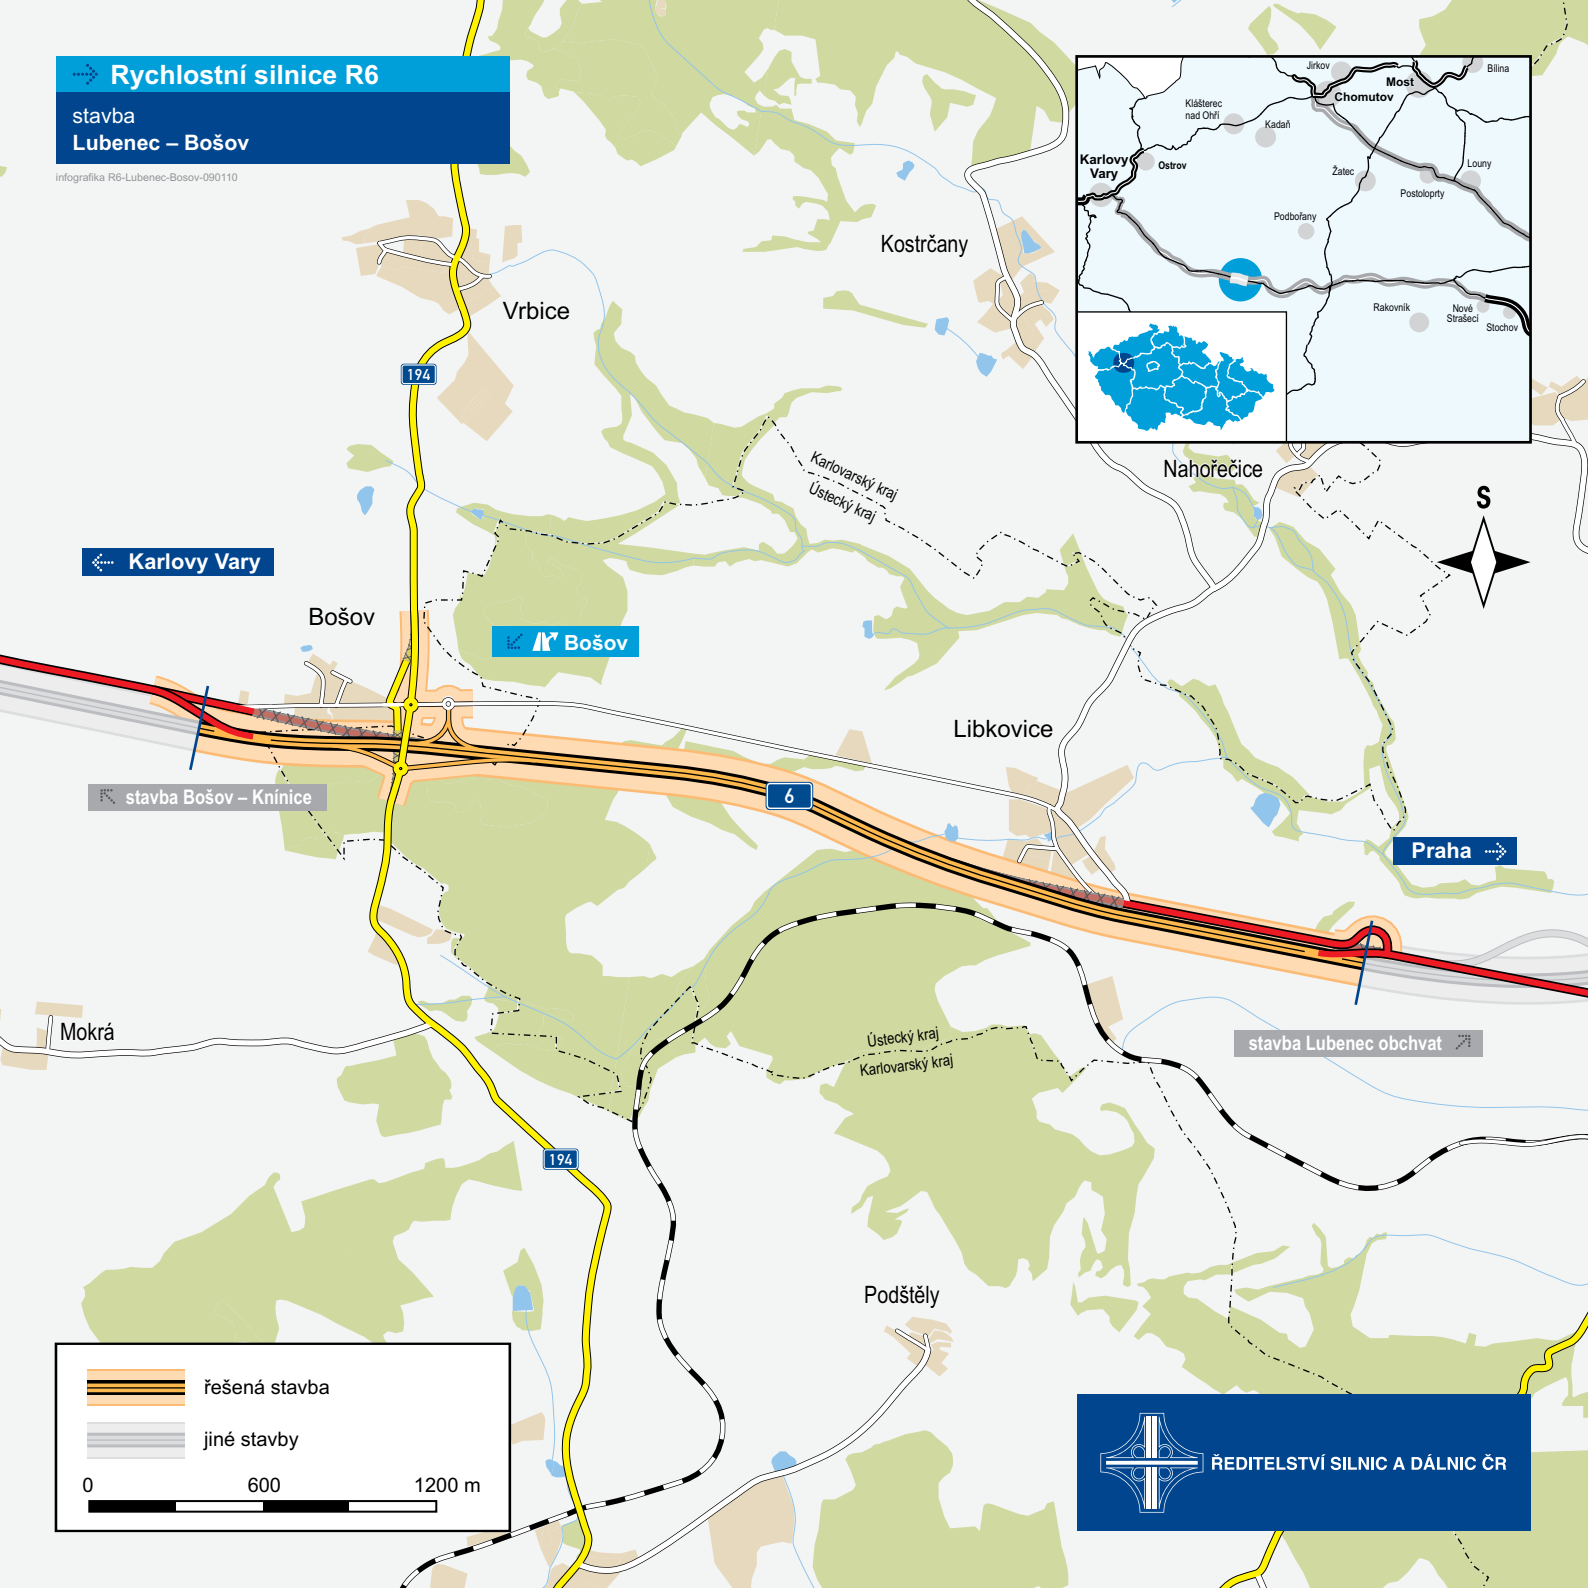 Rychlostní silnice R6
stavba
Lubenec – Bošov
infografika R6-Lubenec-Bosov-090110
Jirkov
Most
Bílina
Chomutov
Klášterec
nad Ohří
Kadaň
Karlovy
Vary
Ostrov
Žatec
Louny
Postoloprty
Podbořany
Rakovník
Nové
Strašecí
Stochov
Kostrčany
Vrbice
194
Karlovarský kraj
Ústecký kraj
Nahořečice
S
Karlovy Vary
Bošov
Bošov
Libkovice
stavba Bošov – Knínice
6
Praha
Mokrá
Ústecký kraj
Karlovarský kraj
stavba Lubenec obchvat
194
Podštěly
řešená stavba
jiné stavby
0 600 1200 m
ŘEDITELSTVÍ SILNIC A DÁLNIC ČR